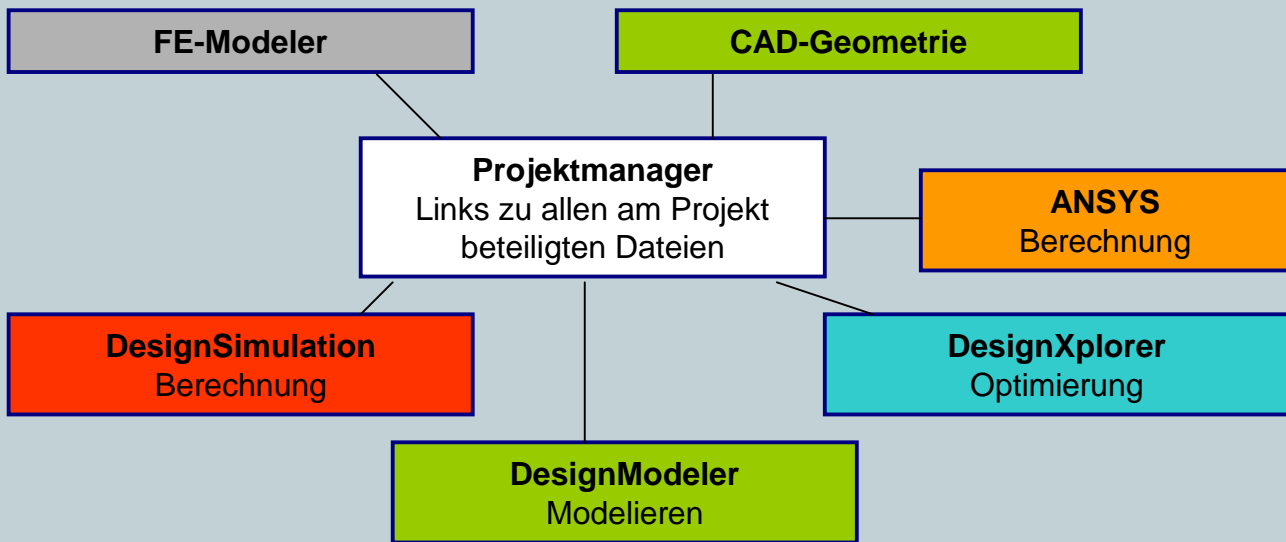 FE-Modeler
CAD-Geometrie
Projektmanager
Links zu allen am Projekt
beteiligten Dateien
ANSYS
Berechnung
DesignSimulation
Berechnung
DesignXplorer
Optimierung
DesignModeler
Modelieren